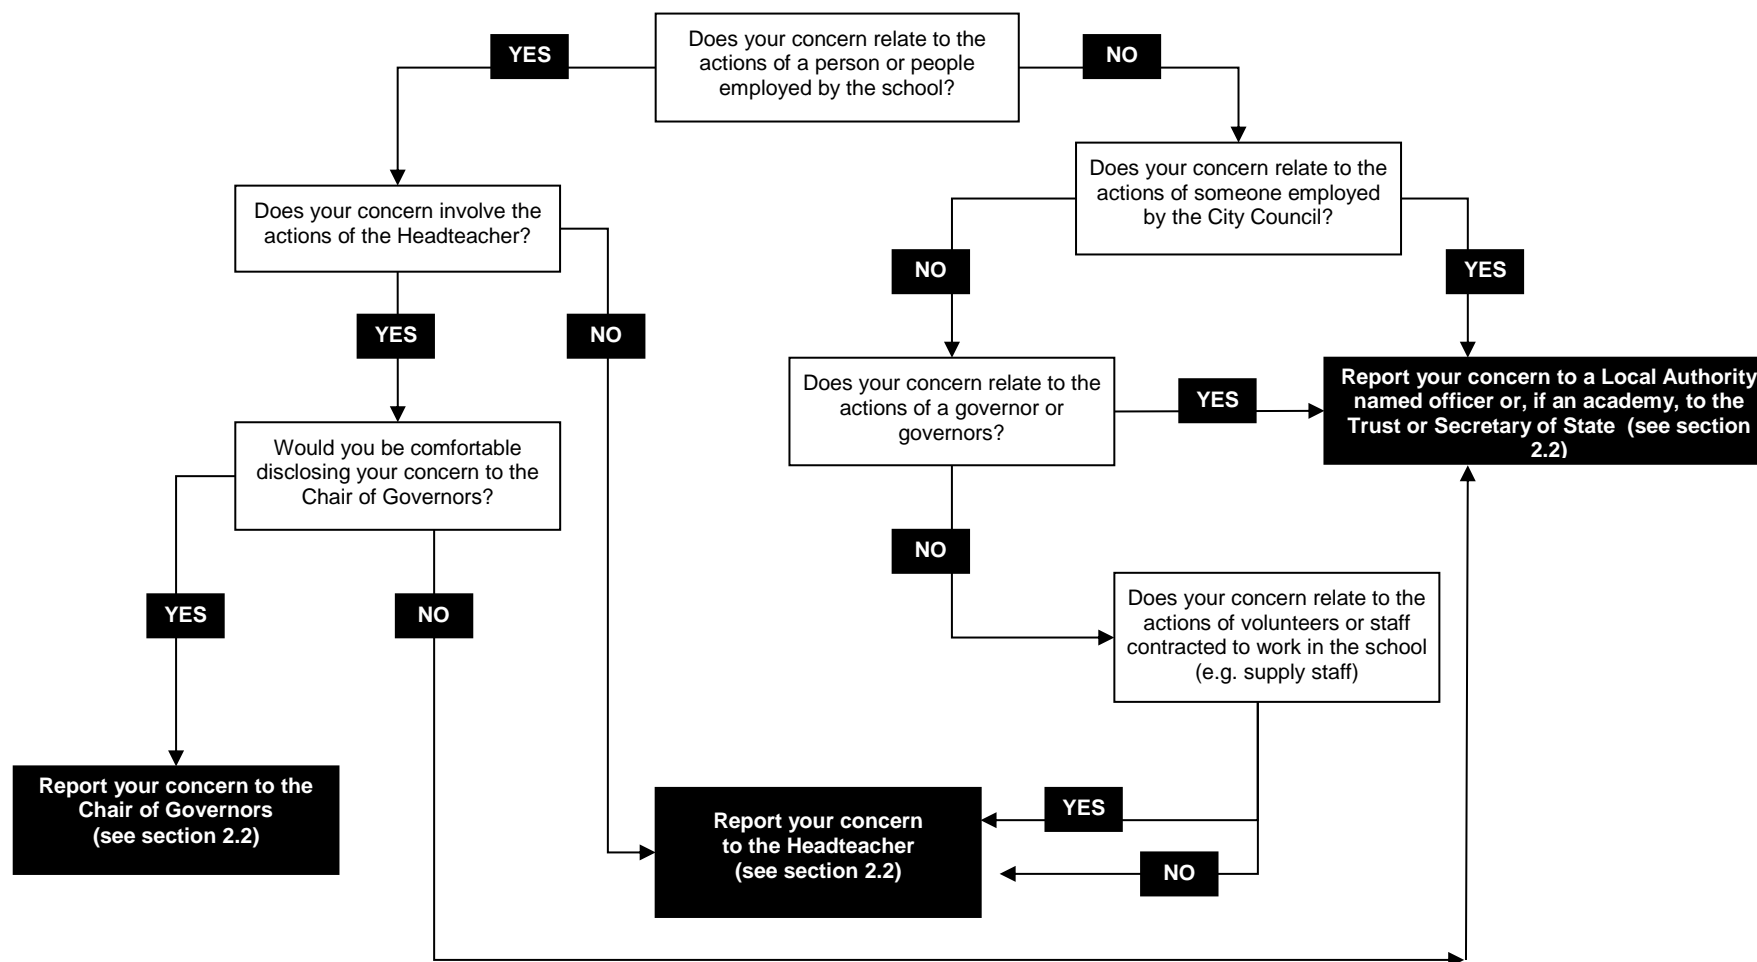 Does your concern relate to the
actions of a person or people
employed by the school?
YES
NO
Does your concern relate to the
actions of someone employed
by the City Council?
Does your concern involve the
actions of the Headteacher?
NO
YES
YES
NO
Does your concern relate to the
actions of a governor or
governors?
YES
Report your concern to a Local Authority
named officer or, if an academy, to the
Trust or Secretary of State (see section
2.2)
Would you be comfortable
disclosing your concern to the
Chair of Governors?
NO
YES
NO
Does your concern relate to the
actions of volunteers or staff
contracted to work in the school
(e.g. supply staff)
Report your concern to the
Chair of Governors
(see section 2.2)
Report your concern
to the Headteacher
(see section 2.2)
YES
NO